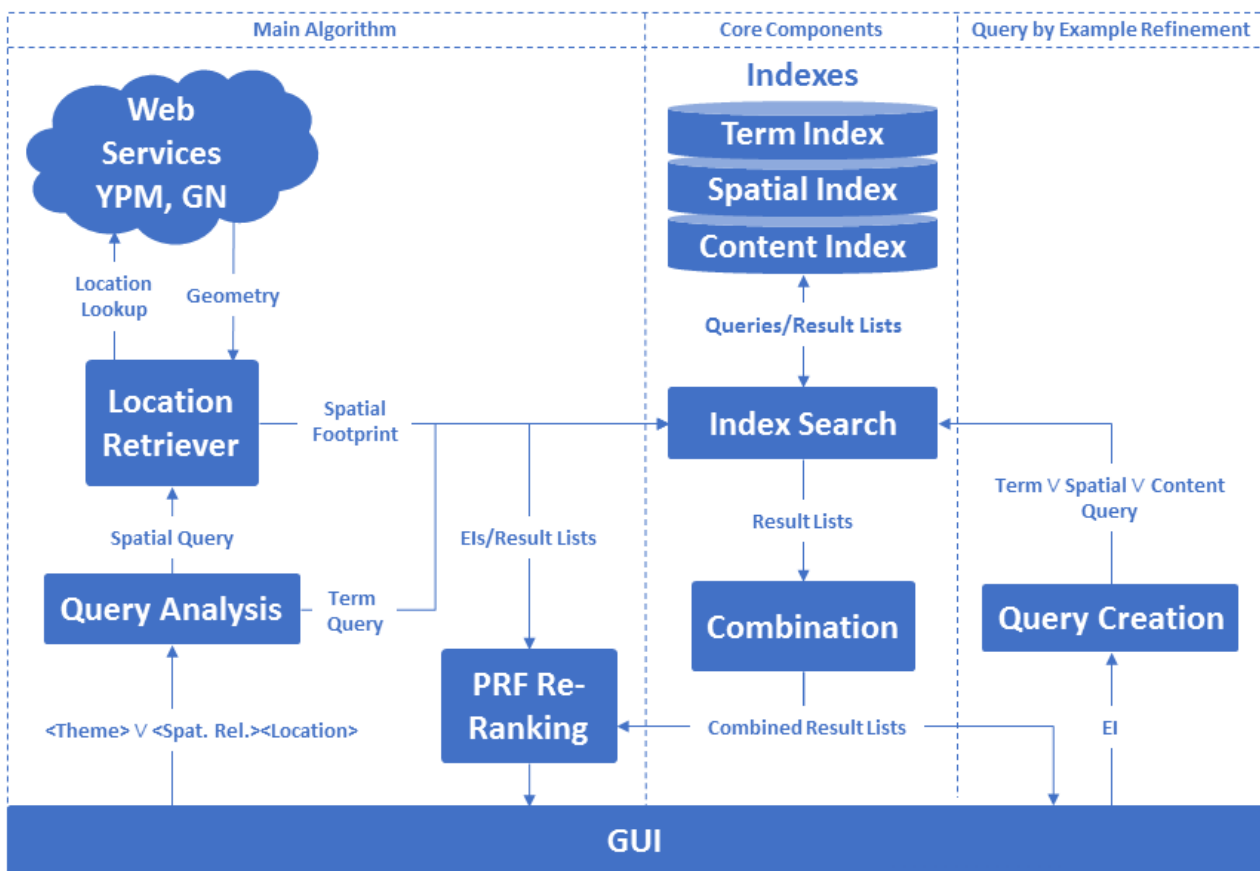 Main Algorithm
Core Components
Query by Example Refinement
Web
Services
YPM, GN
Indexes
Term Index
Spatial Index
Content Index
Location
Lookup
Geometry
Queries/Result Lists
Location
Retriever
Spatial
Footprint
Index Search
Term ∨ Spatial ∨ Content
Query
Spatial Query
EIs/Result Lists
Result Lists
Query Analysis
Term
Query
Combination
Query Creation
PRF Re-
Ranking
<Theme> ∨ <Spat. Rel.><Location>
Combined Result Lists
EI
GUI